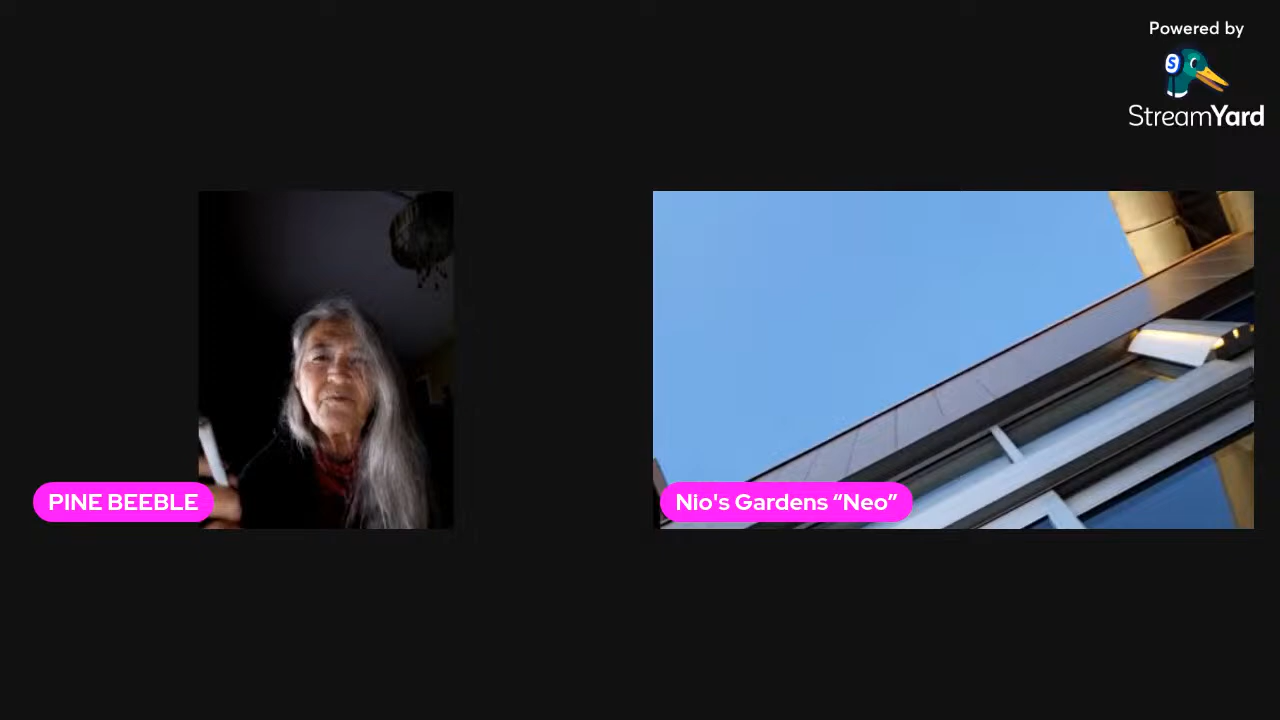 Powered by
S
StreamYard
PINE BEEBLE
Nio's Gardens “Neo”